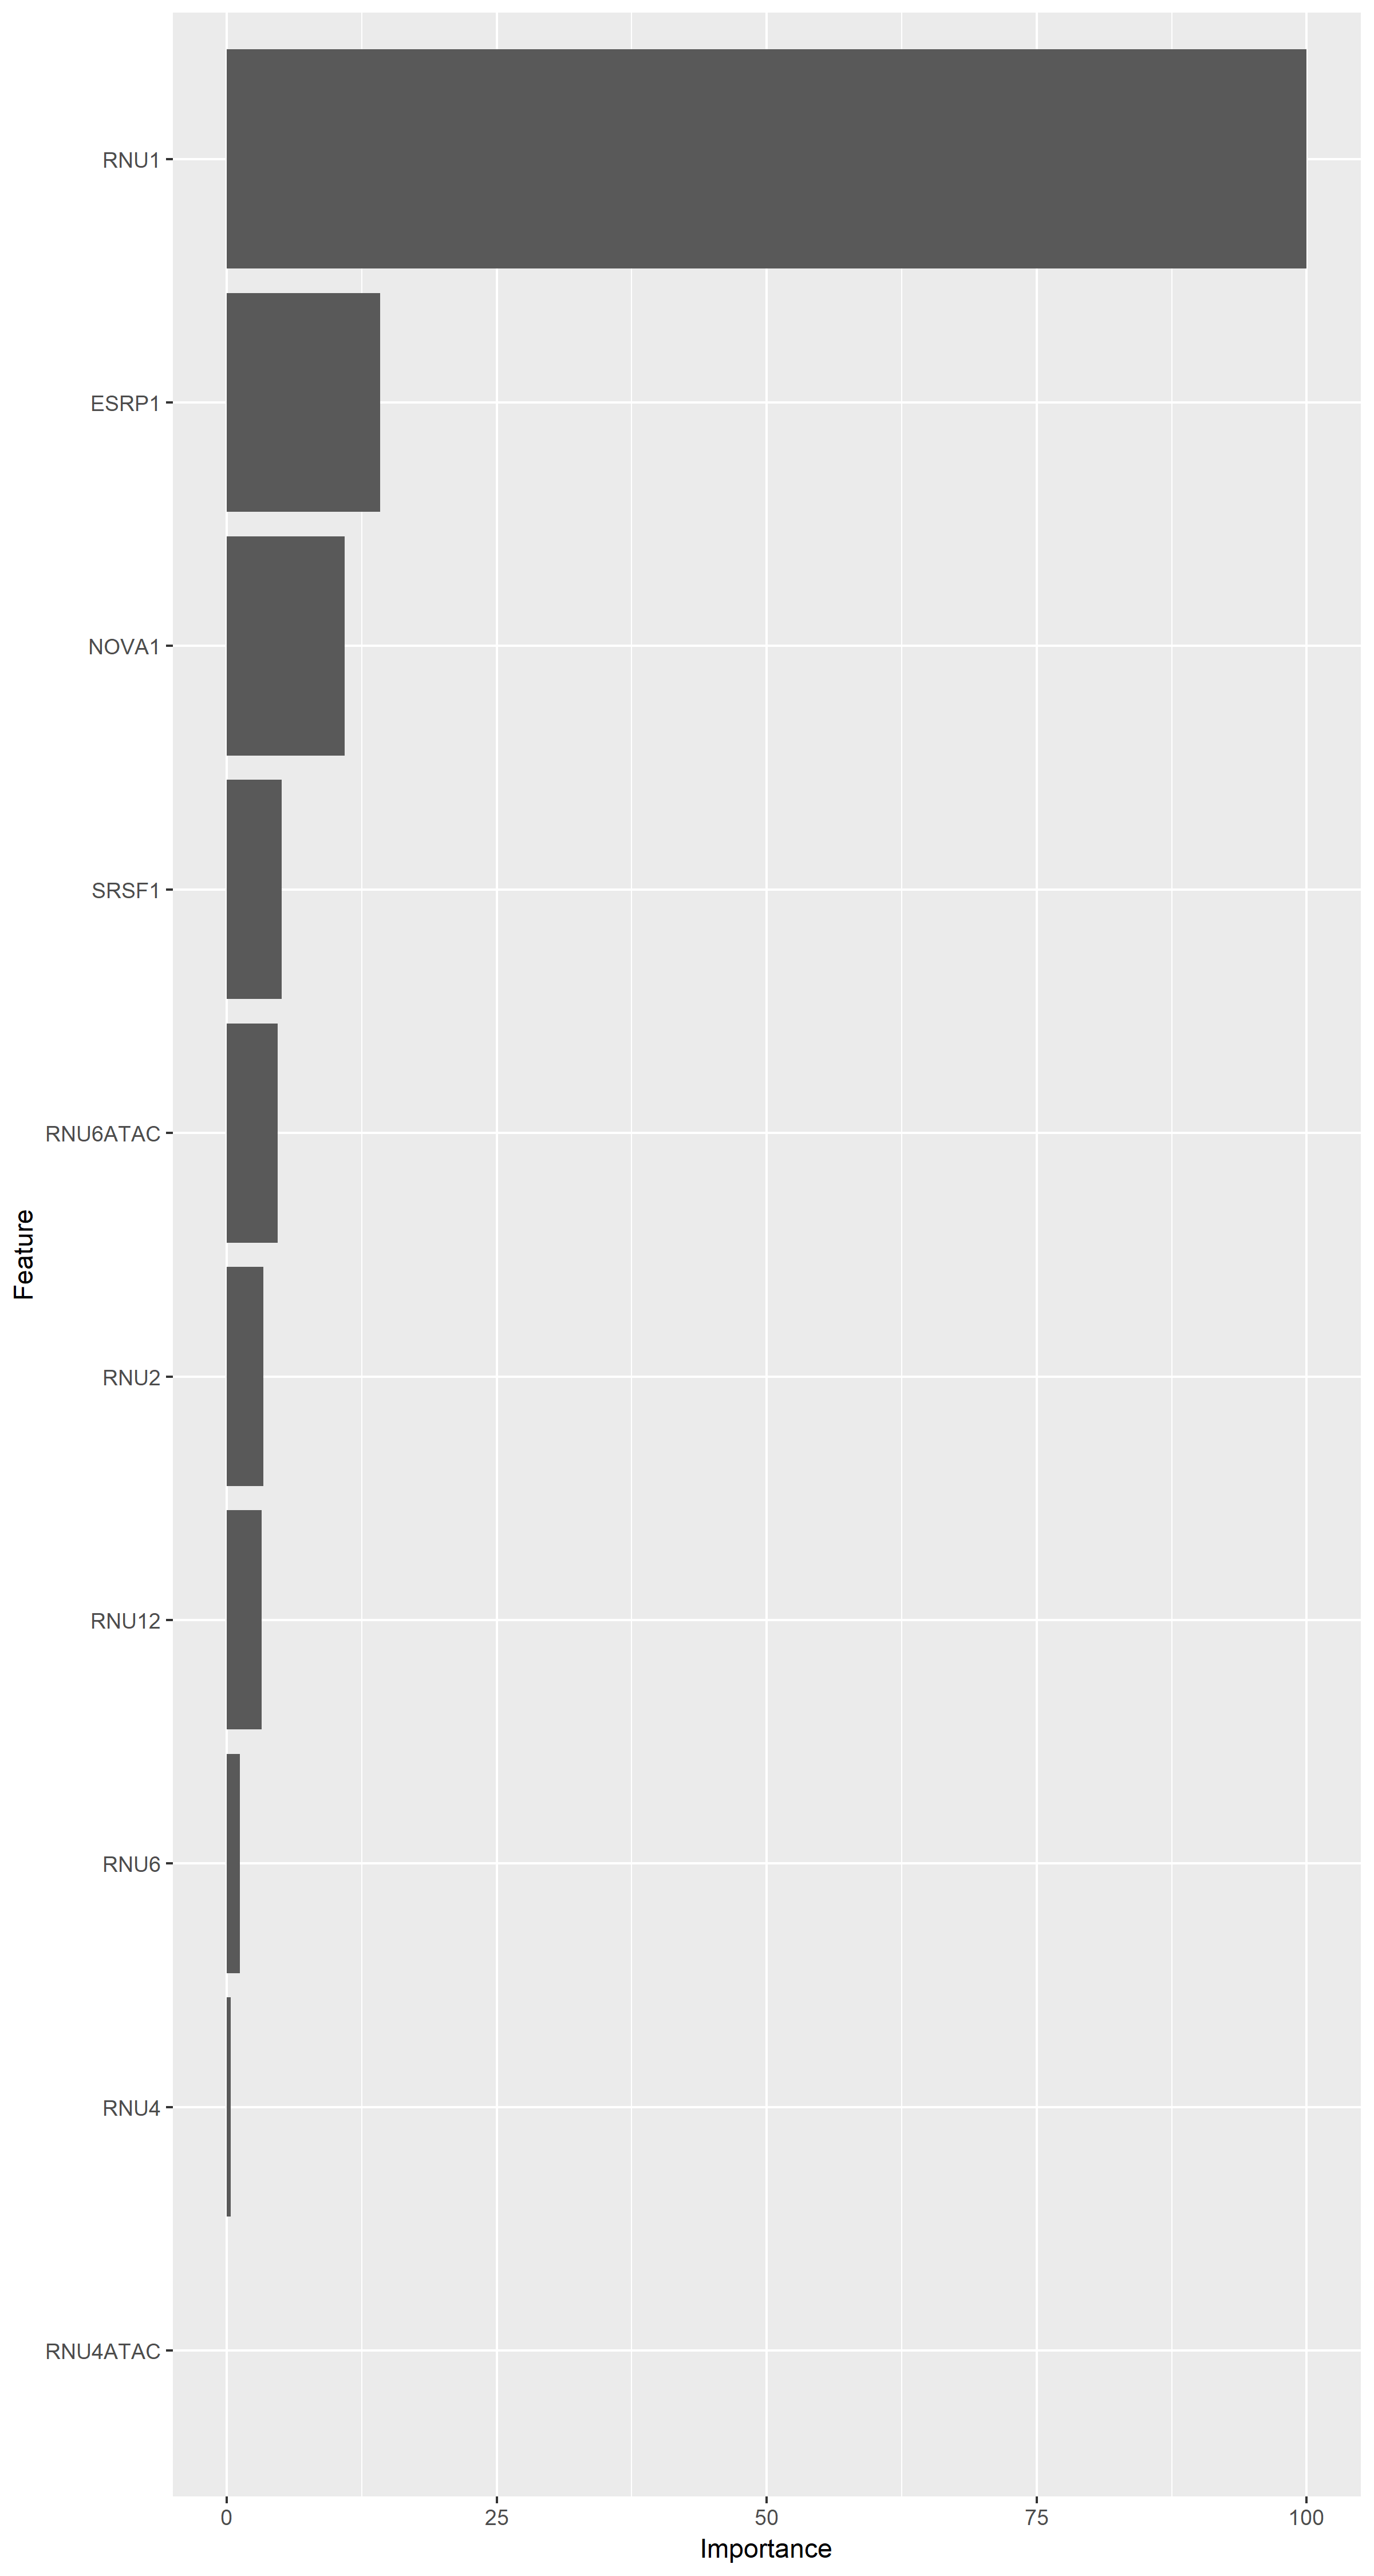 RNU1
ESRP1
NOVA1
SRSF1
RNU6ATAC
RNU2
RNU12
RNU6
RNU4
RNU4ATAC
Feature
0 25 50 75 100
Importance